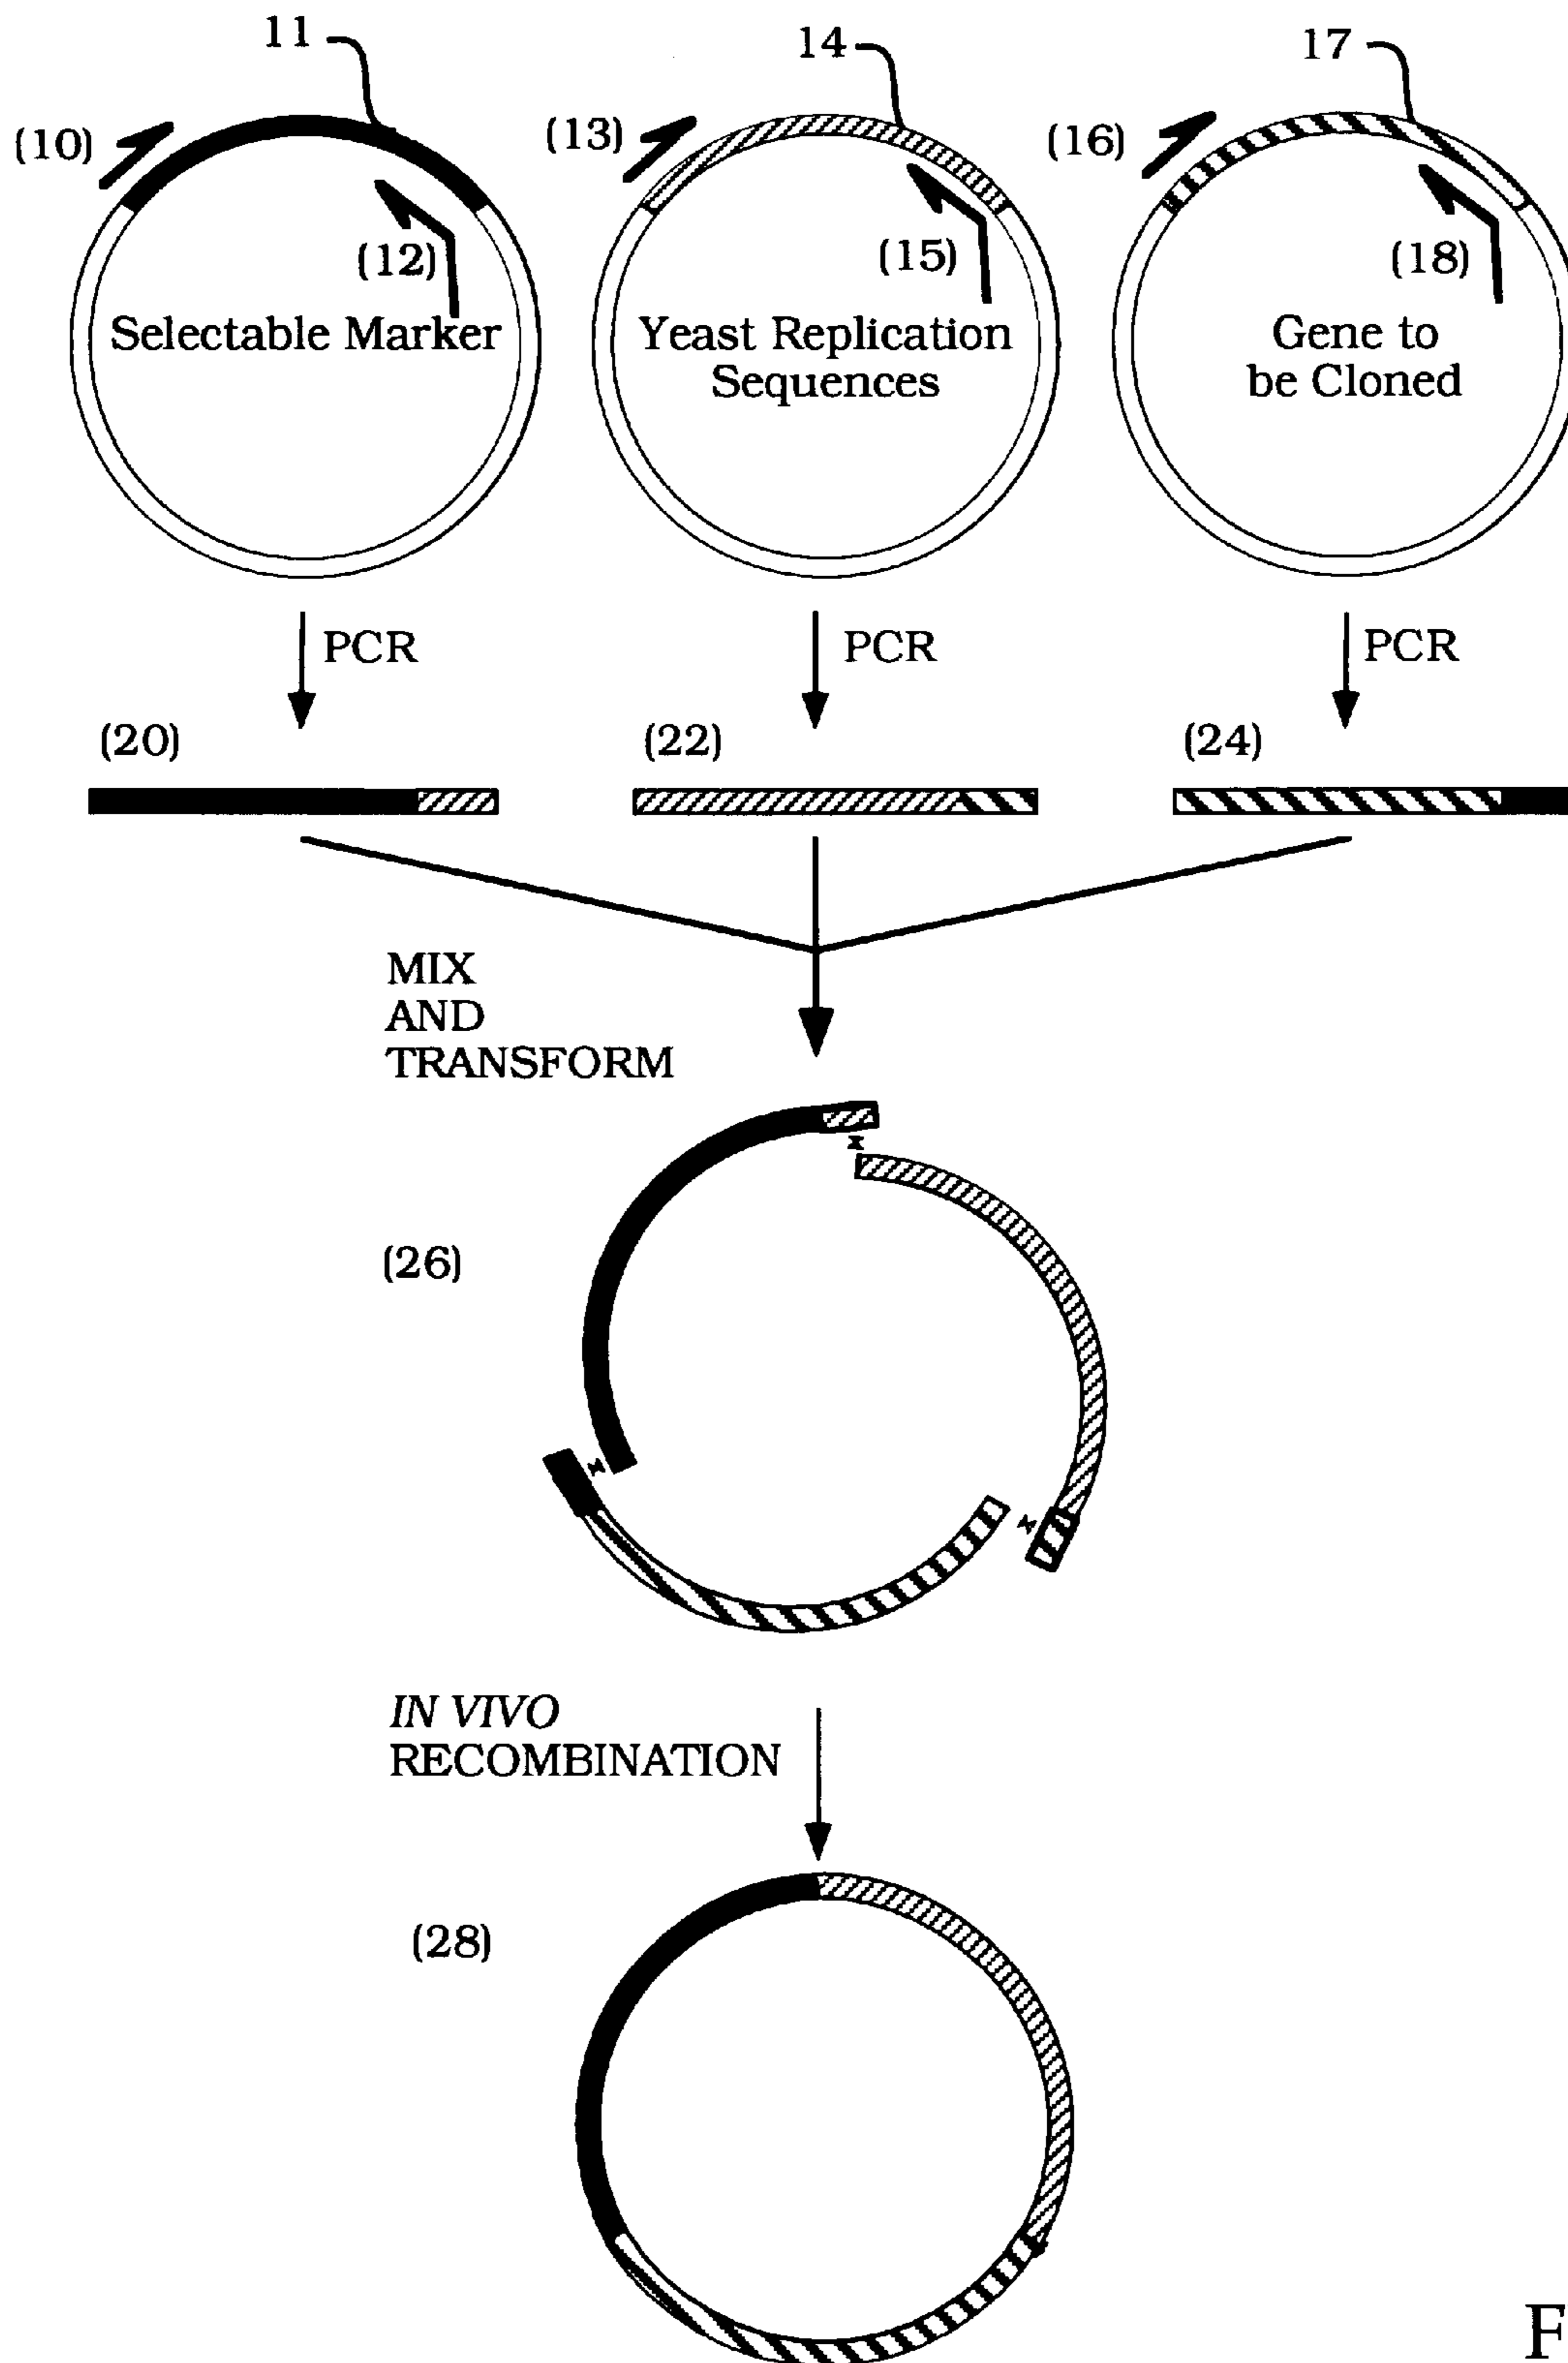 11
14
17
(10)
(13)
(16)
(12)
(15)
(18)
Selectable Marker
Yeast Replication
Sequences
Gene to
be Cloned
PCR
PCR
PCR
(20)
(22)
(24)
MIX
AND
TRANSFORM
(26)
IN VIVO
RECOMBINATION
(28)
F